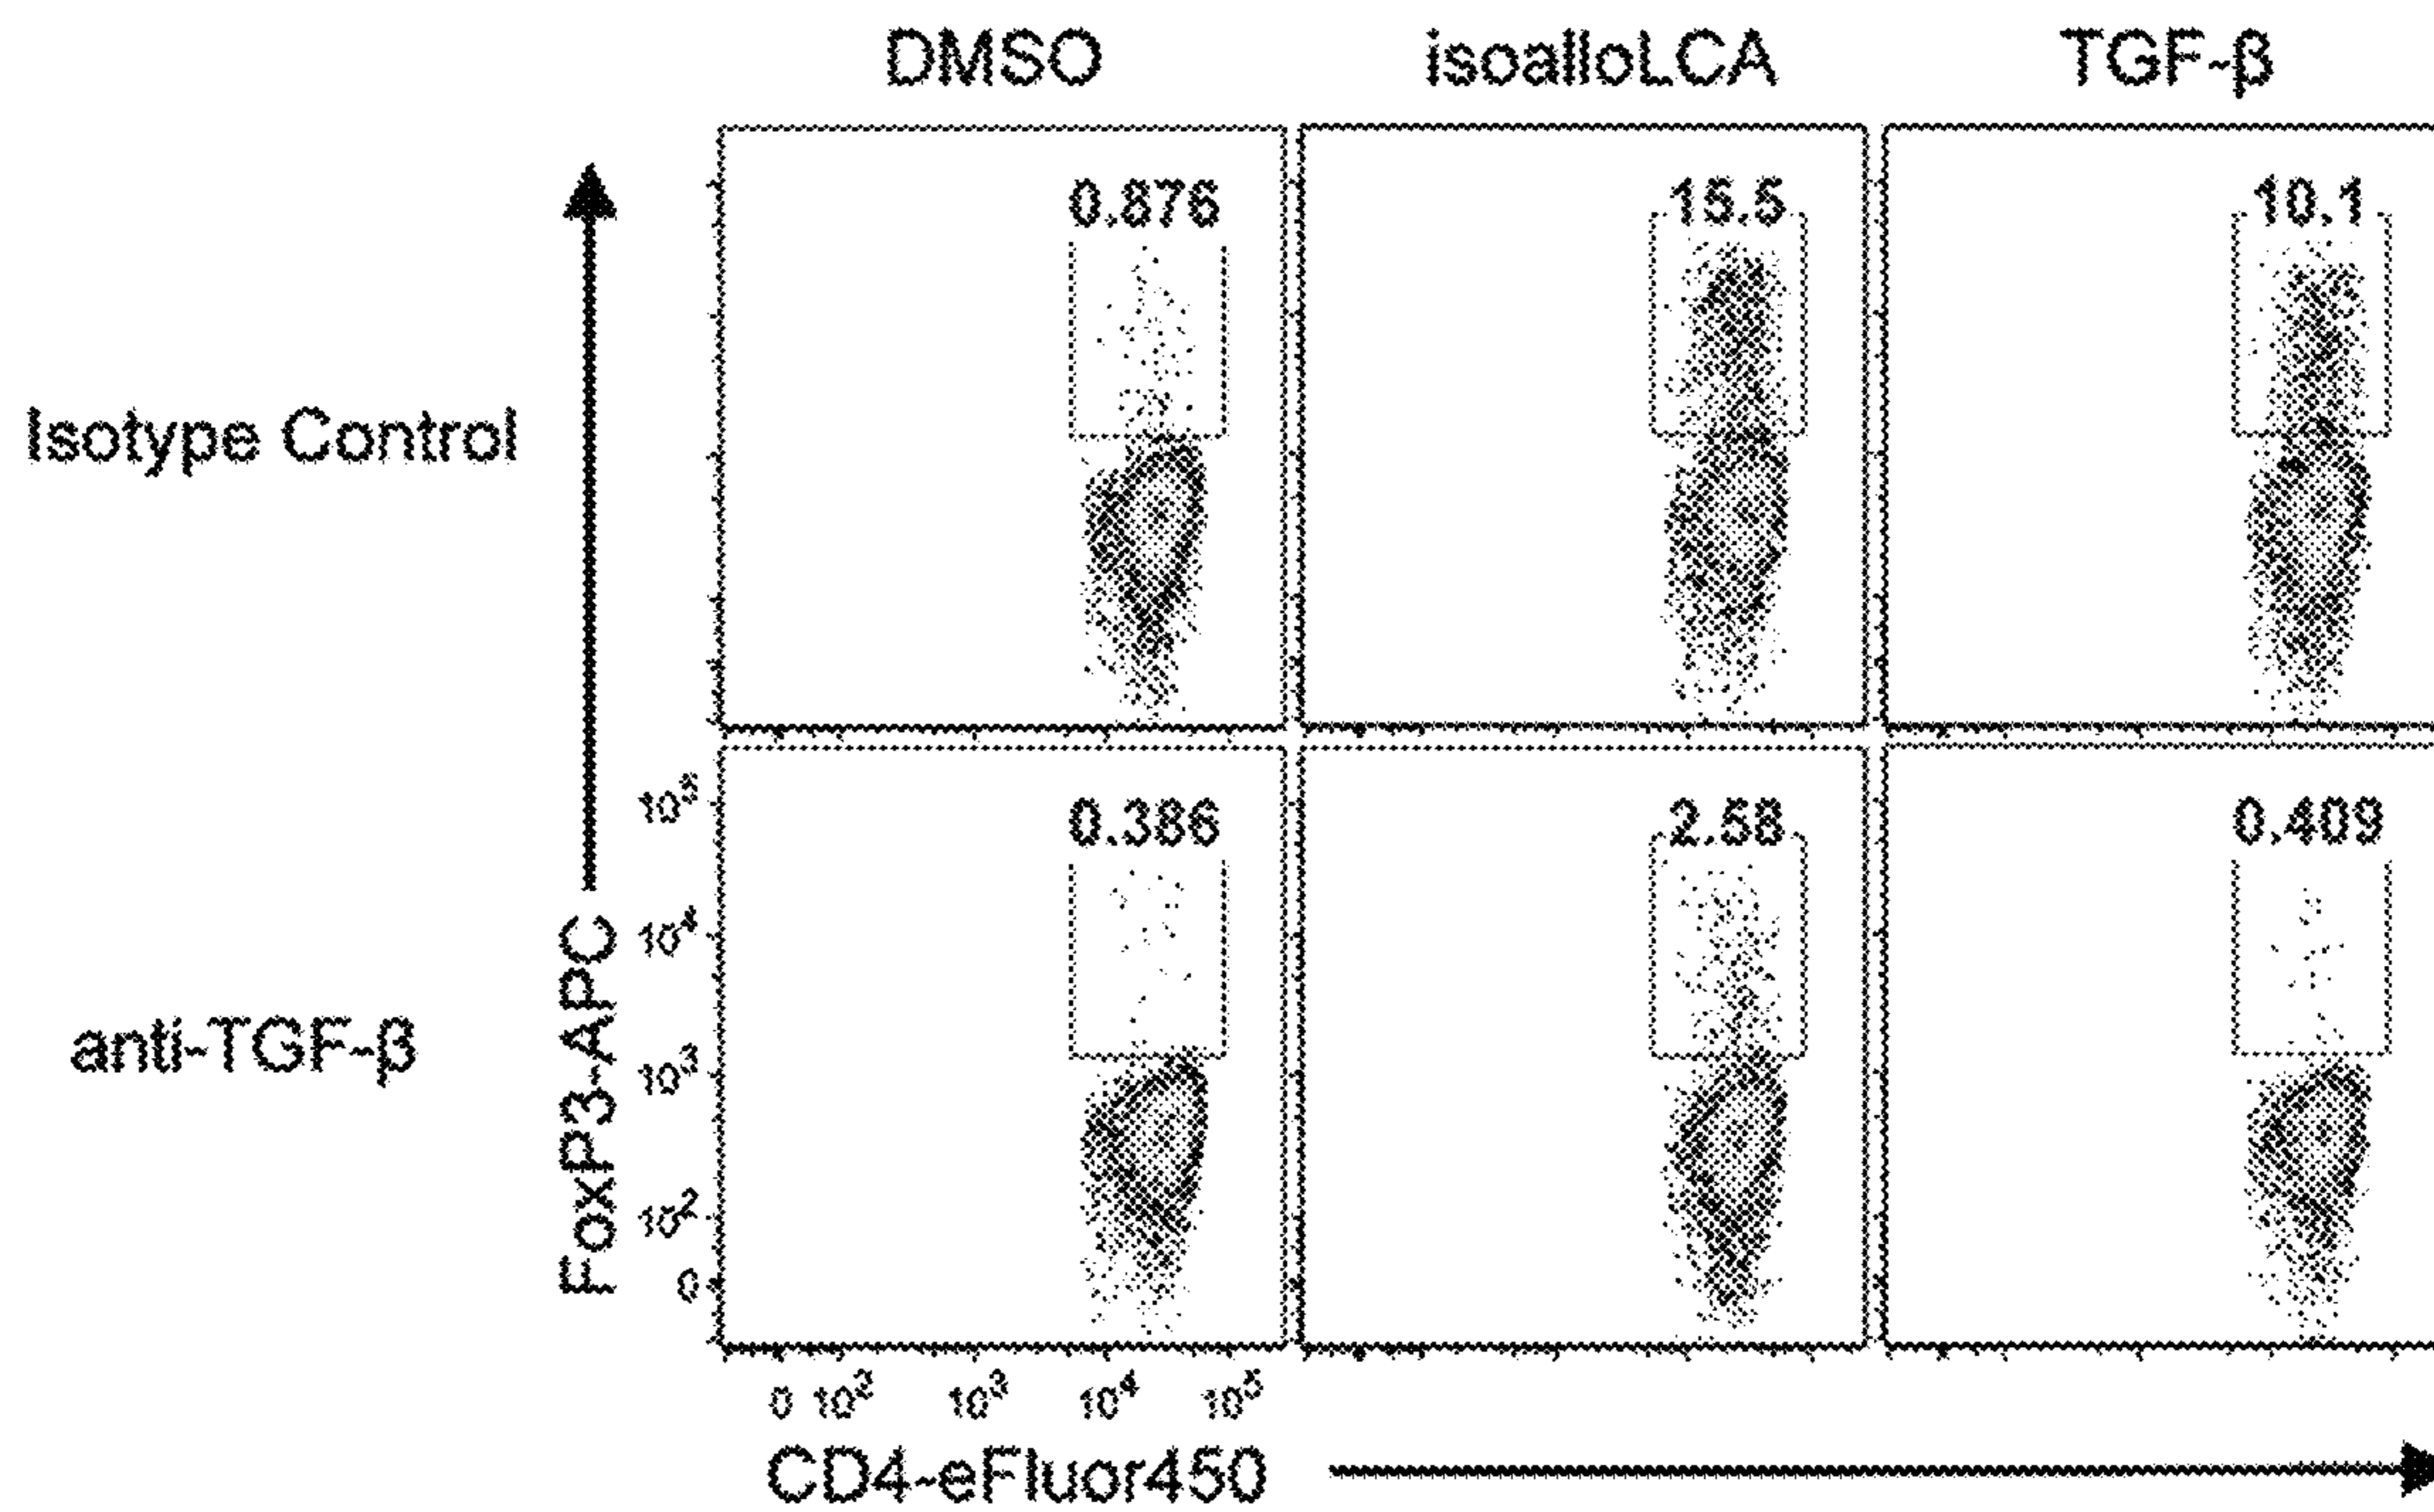 DMSO isoalloLCA TGF-β
0.876 15.5 10.1
Isotype Control
10⁵ 0.386 2.58 0.409
10⁴
anti-TGF-β
FoxP3-APC
10³
10²
0
0 10² 10³ 10⁴ 10⁵
CD4-eFluor450